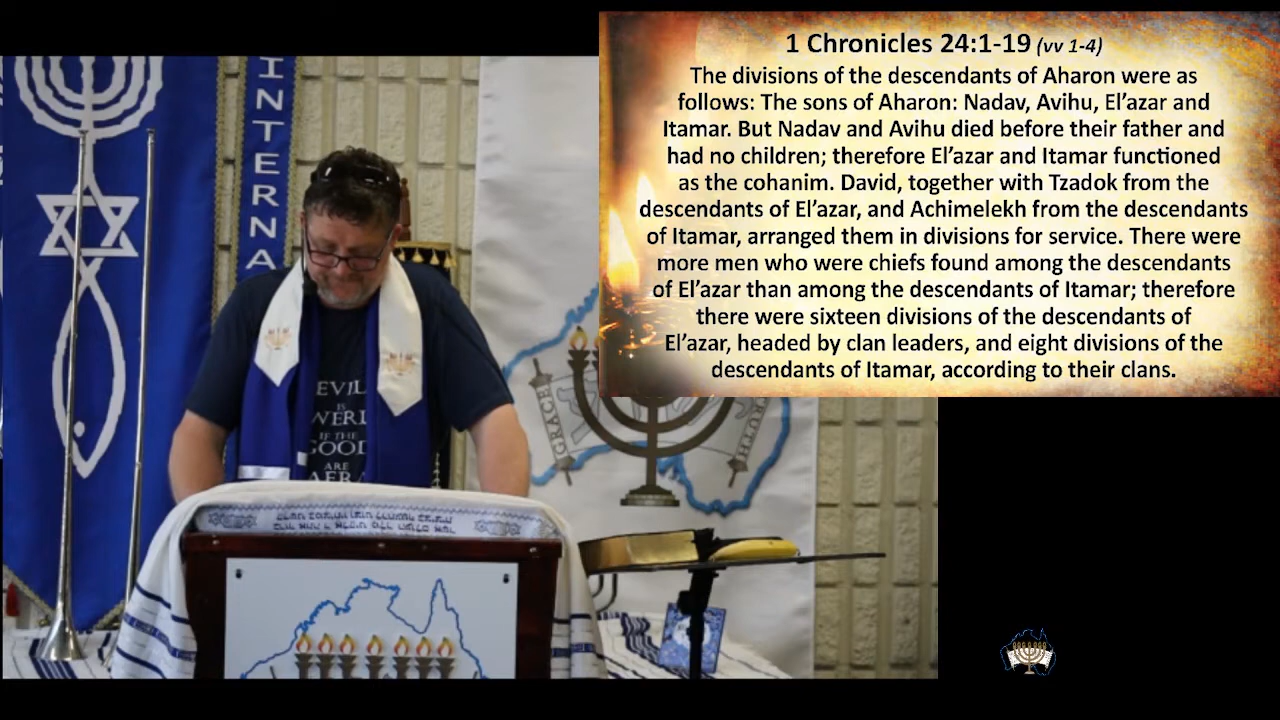 1 Chronicles 24:1-19 (vv 1-4)
The divisions of the descendants of Aharon were as
follows: The sons of Aharon: Nadav, Avihu, El’azar and
Itamar. But Nadav and Avihu died before their father and
had no children; therefore El’azar and Itamar functioned
as the cohanim. David, together with Tzadok from the
descendants of El’azar, and Achimelekh from the descendants
of Itamar, arranged them in divisions for service. There were
more men who were chiefs found among the descendants
of El’azar than among the descendants of Itamar; therefore
there were sixteen divisions of the descendants of
El’azar, headed by clan leaders, and eight divisions of the
descendants of Itamar, according to their clans.
INTERNA
EVIL
IS
IF THE
GOOD
ARE
GRACE
TRUTH